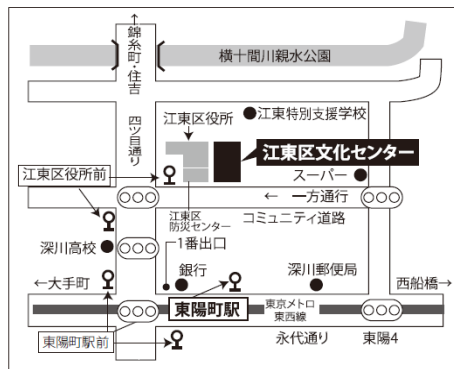 ↑錦糸町・住吉
横十間川親水公園
四ツ目通り
江東区役所
江東特別支援学校
江東区文化センター
江東区役所前
スーパー
← 一方通行
江東区
防災センター
コミュニティ道路
1番出口
深川高校
←大手町
銀行
深川郵便局
西船橋→
東陽町駅
東京メトロ
東西線
東陽町駅前
永代通り
東陽4